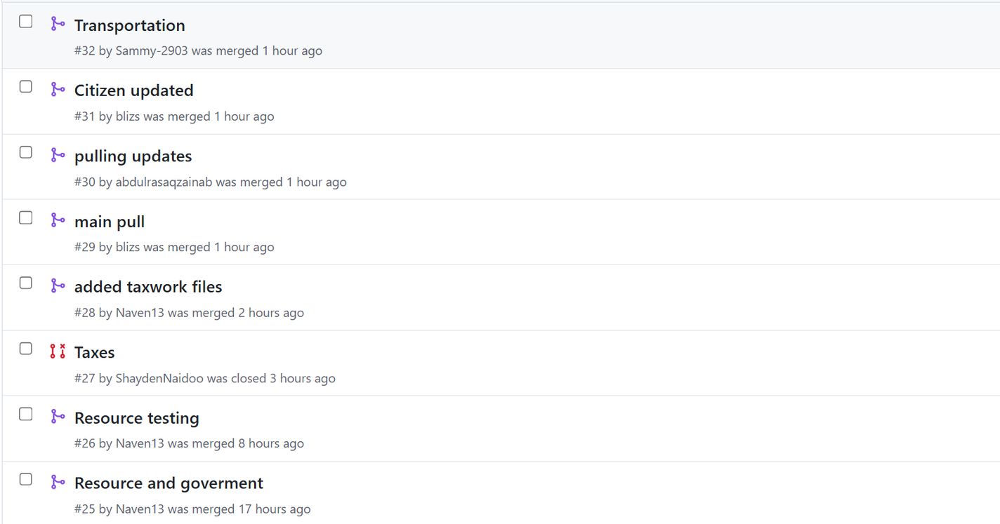 Transportation
#32 by Sammy-2903 was merged 1 hour ago
Citizen updated
#31 by blizs was merged 1 hour ago
pulling updates
#30 by abdulrasaqzainab was merged 1 hour ago
main pull
#29 by blizs was merged 1 hour ago
added taxwork files
#28 by Naven13 was merged 2 hours ago
Taxes
#27 by ShaydenNaidoo was closed 3 hours ago
Resource testing
#26 by Naven13 was merged 8 hours ago
Resource and goverment
#25 by Naven13 was merged 17 hours ago